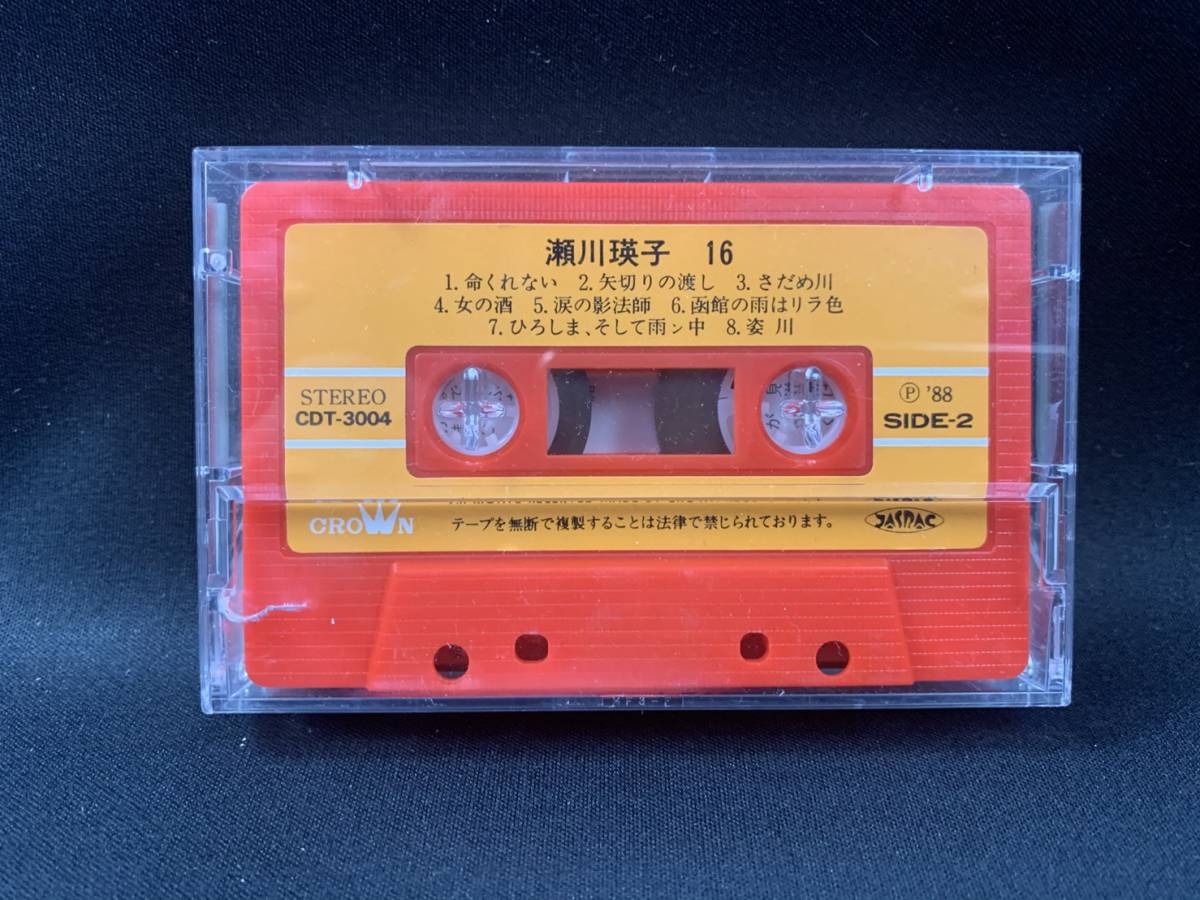 瀬川瑛子 16
1. 命くれない 2. 矢切りの渡し 3. さだめ川
4. 女の酒 5. 涙の影法師 6. 函館の雨はリラ色
7. ひろしま、そして雨ン中 8. 姿 川
STEREO
CDT-3004
Ⓟ '88
SIDE-2
CROWN
テープを無断で複製することは法律で禁じられております。
JASRAC